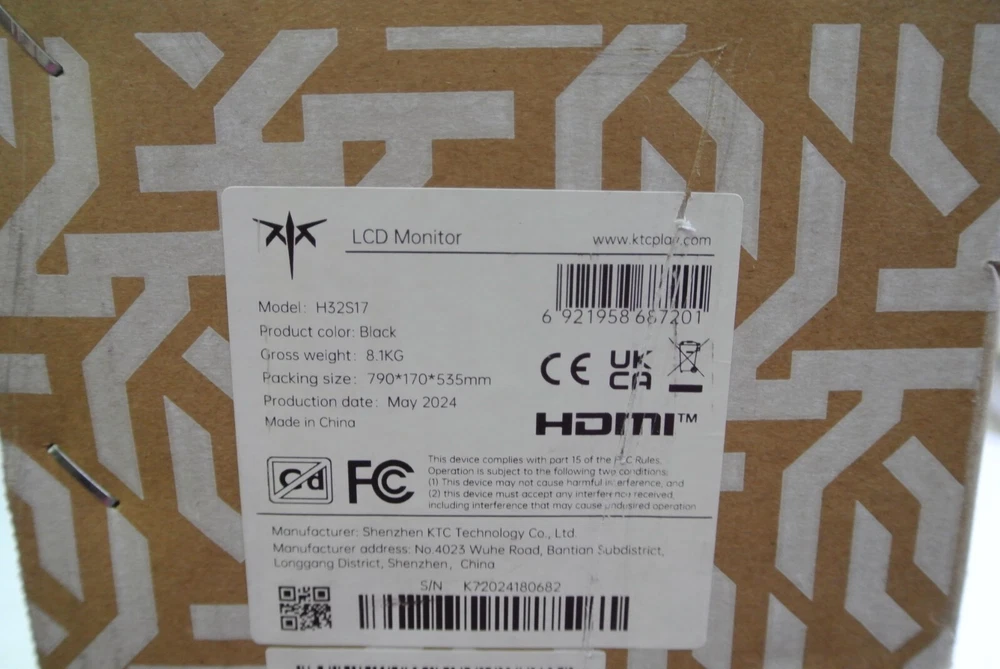 LCD Monitor
www.ktcplay.com
Model: H32S17
Product color: Black
Gross weight: 8.1KG
Packing size: 790*170*535mm
Production date: May 2024
Made in China
6 921958 687201
CE UK
CA
HDMI™
Cd FC
This device complies with part 15 of the FCC Rules.
Operation is subject to the following two conditions:
(1) This device may not cause harmful interference, and
(2) this device must accept any interference received,
including interference that may cause undesired operation
Manufacturer: Shenzhen KTC Technology Co., Ltd.
Manufacturer address: No.4023 Wuhe Road, Bantian Subdistrict,
Longgang District, Shenzhen, China
S/N K72024180682